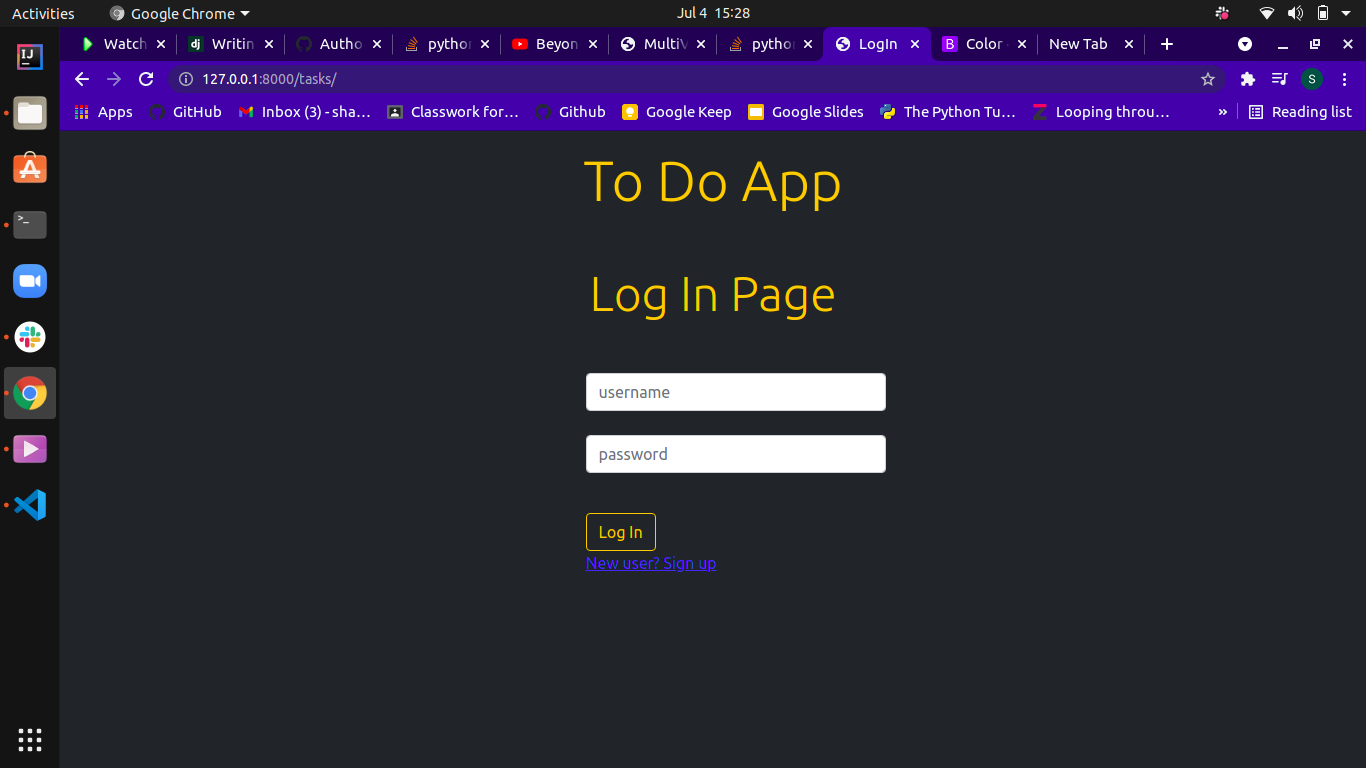 Activities Google Chrome Jul 4 15:28
Watch Writin Autho python Beyon MultiV python LogIn Color - New Tab
127.0.0.1:8000/tasks/ S
Apps GitHub Inbox (3) - sha… Classwork for… Github Google Keep Google Slides The Python Tu… Looping throu… » Reading list
To Do App
Log In Page
username
password
Log In
New user? Sign up